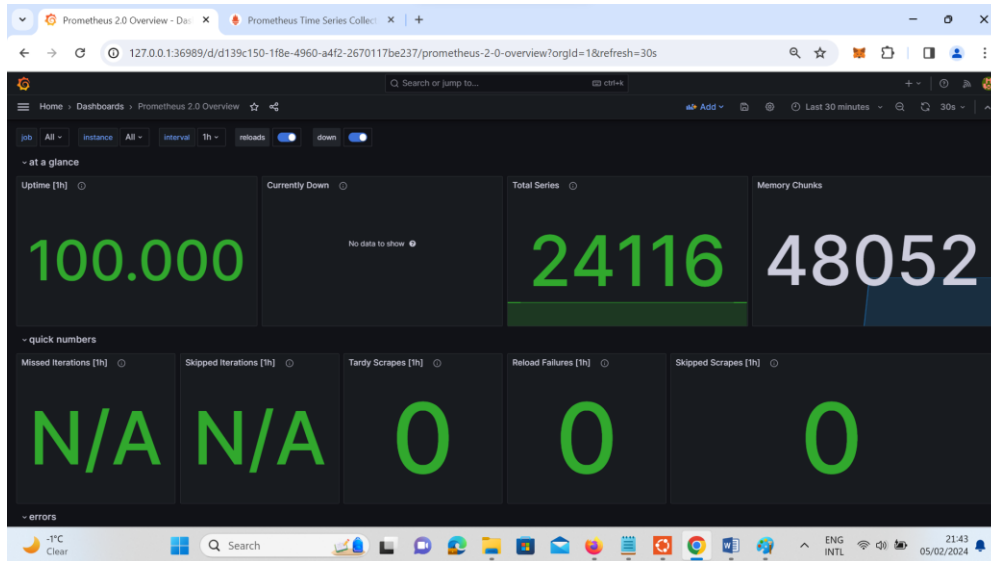 Prometheus 2.0 Overview - Das
Prometheus Time Series Collecti
127.0.0.1:36989/d/d139c150-1f8e-4960-a4f2-2670117be237/prometheus-2-0-overview?orgId=1&refresh=30s
Search or jump to... ctrl+k
Home › Dashboards › Prometheus 2.0 Overview Add Last 30 minutes 30s
job All instance All interval 1h reloads down
at a glance
Uptime [1h] Currently Down Total Series Memory Chunks
No data to show
100.000 24116 48052
quick numbers
Missed Iterations [1h] Skipped Iterations [1h] Tardy Scrapes [1h] Reload Failures [1h] Skipped Scrapes [1h]
N/A N/A 0 0 0
errors
-1°C
Clear
Search
ENG
INTL
21:43
05/02/2024